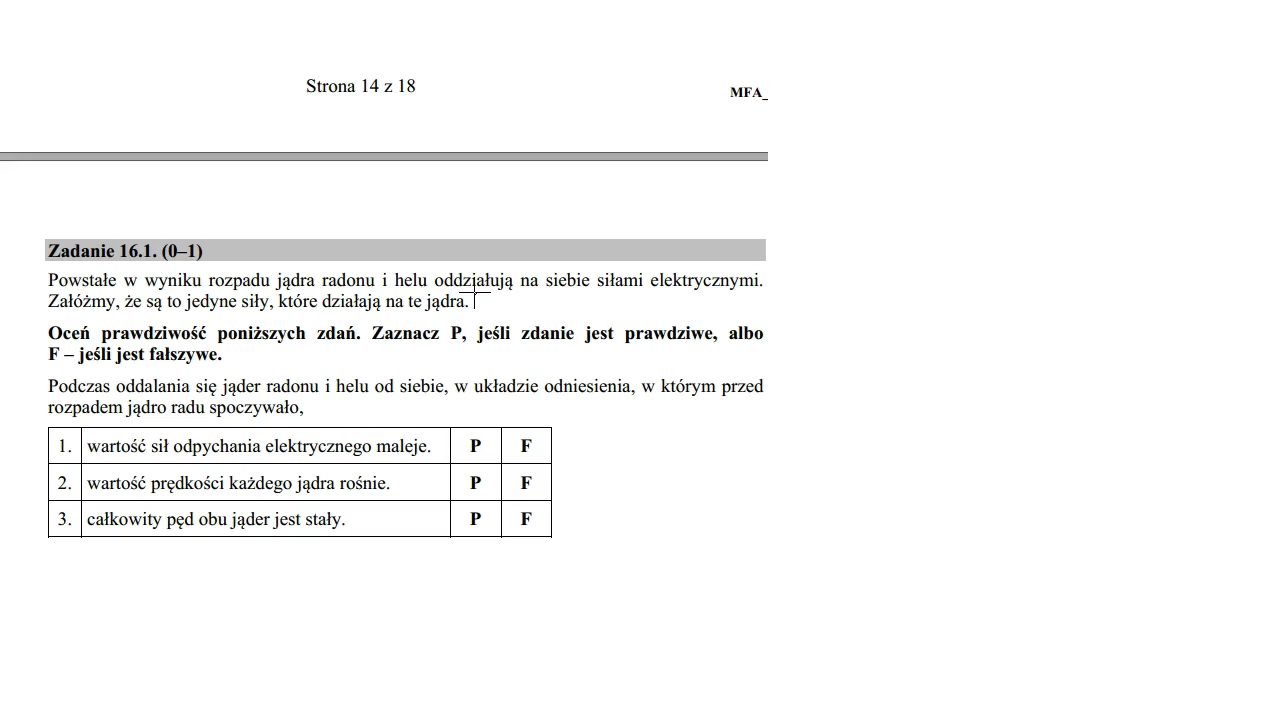 Strona 14 z 18
MFA_
Zadanie 16.1. (0–1)
Powstałe w wyniku rozpadu jądra radonu i helu oddziałują na siebie siłami elektrycznymi.
Załóżmy, że są to jedyne siły, które działają na te jądra.
Oceń prawdziwość poniższych zdań. Zaznacz P, jeśli zdanie jest prawdziwe, albo
F – jeśli jest fałszywe.
Podczas oddalania się jąder radonu i helu od siebie, w układzie odniesienia, w którym przed
rozpadem jądro radu spoczywało,
1. wartość sił odpychania elektrycznego maleje. P F
2. wartość prędkości każdego jądra rośnie. P F
3. całkowity pęd obu jąder jest stały. P F